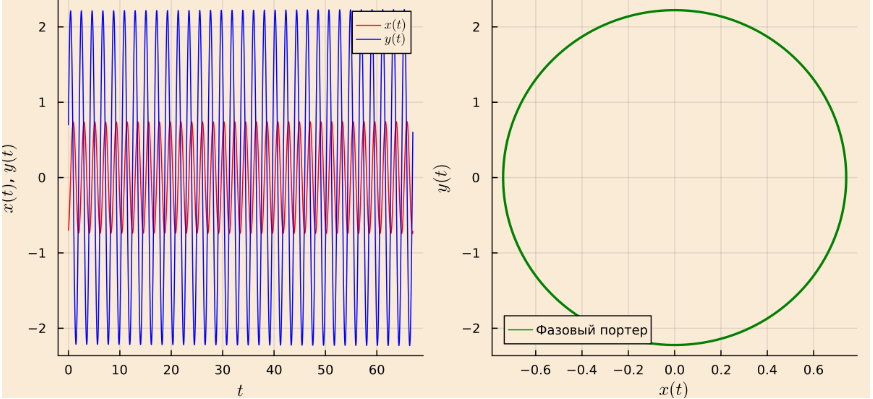 x(t)
y(t)
x(t), y(t)
2
1
0
−1
−2
0 10 20 30 40 50 60
t
y(t)
2
1
0
−1
−2
Фазовый портер
−0.6 −0.4 −0.2 0.0 0.2 0.4 0.6
x(t)